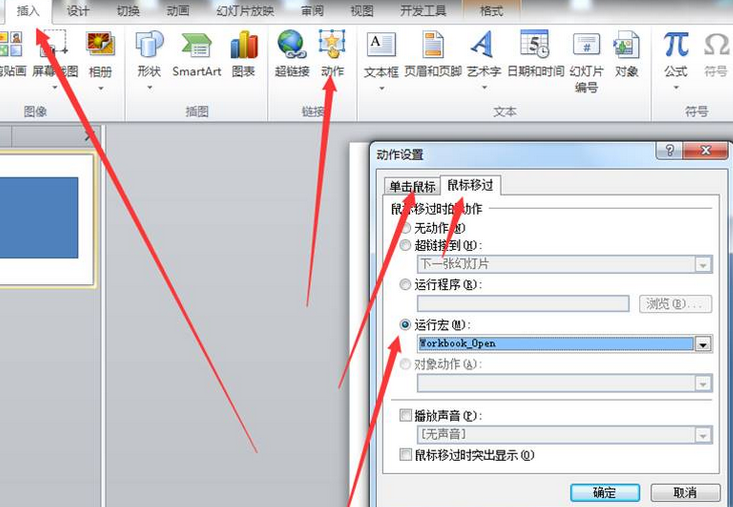 插入 设计 切换 动画 幻灯片放映 审阅 视图 开发工具 格式
剪贴画 屏幕截图 相册 形状 SmartArt 图表 超链接 动作 文本框 页眉和页脚 艺术字 日期和时间 幻灯片编号 对象 公式 符号
图像 插图 链接 文本 符号
动作设置
单击鼠标 鼠标移过
鼠标移过时的动作
无动作(N)
超链接到(H):
下一张幻灯片
运行程序(R):
浏览(B)...
运行宏(M):
Workbook_Open
对象动作(A):
播放声音(P):
[无声音]
鼠标移过时突出显示(O)
确定 取消